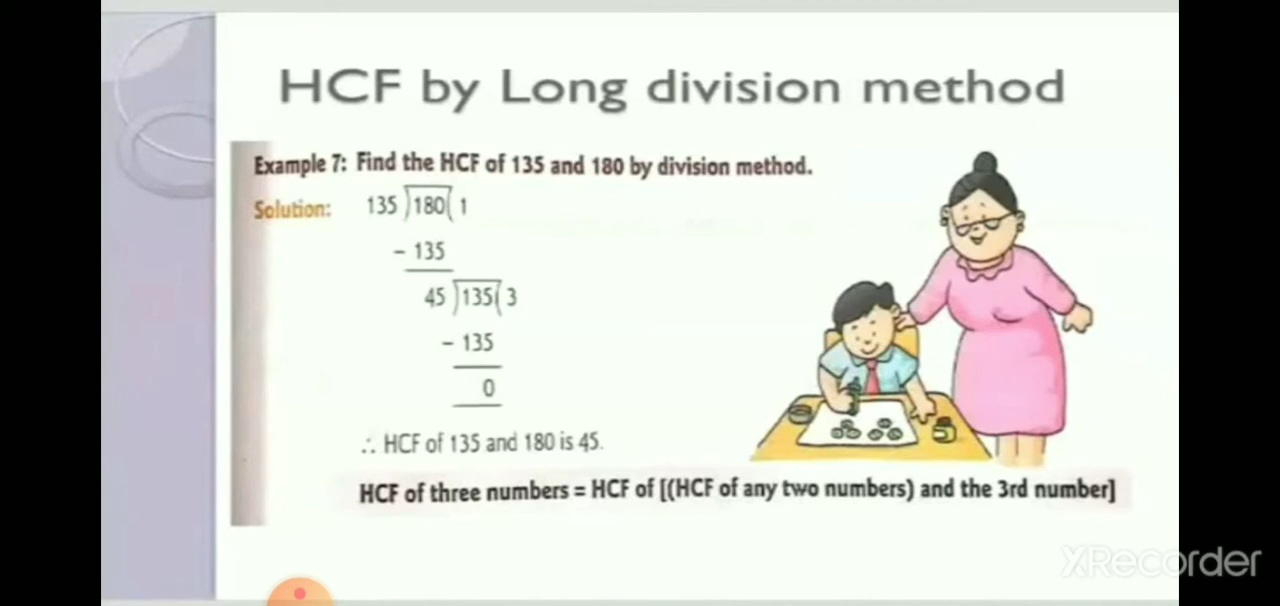 HCF by Long division method
Example 7: Find the HCF of 135 and 180 by division method.
Solution: 135 ) 180 ( 1
- 135
45 ) 135 ( 3
- 135
0
∴ HCF of 135 and 180 is 45.
HCF of three numbers = HCF of [(HCF of any two numbers) and the 3rd number]
XRecorder